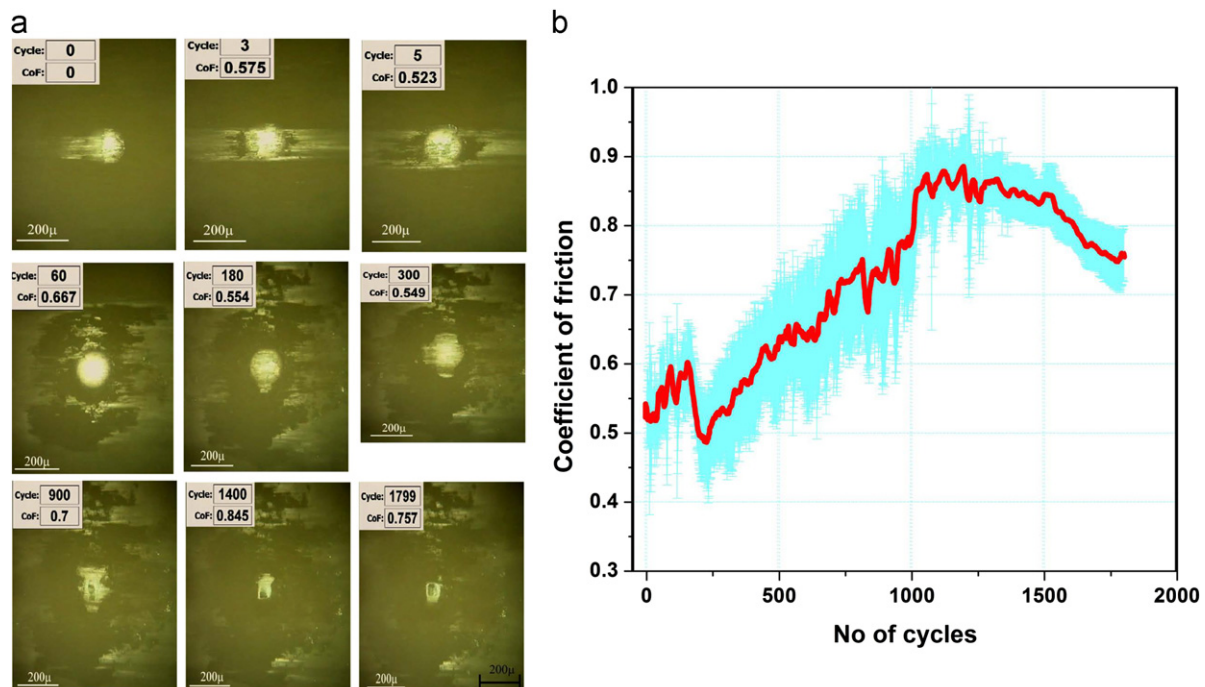 a
Cycle: 0
CoF: 0
200μ
Cycle: 3
CoF: 0.575
200μ
Cycle: 5
CoF: 0.523
200μ
Cycle: 60
CoF: 0.667
200μ
Cycle: 180
CoF: 0.554
200μ
Cycle: 300
CoF: 0.549
200μ
Cycle: 900
CoF: 0.7
200μ
Cycle: 1400
CoF: 0.845
200μ
Cycle: 1799
CoF: 0.757
200μ
200μ
b
Coefficient of friction
1.0
0.9
0.8
0.7
0.6
0.5
0.4
0.3
0
500
1000
1500
2000
No of cycles